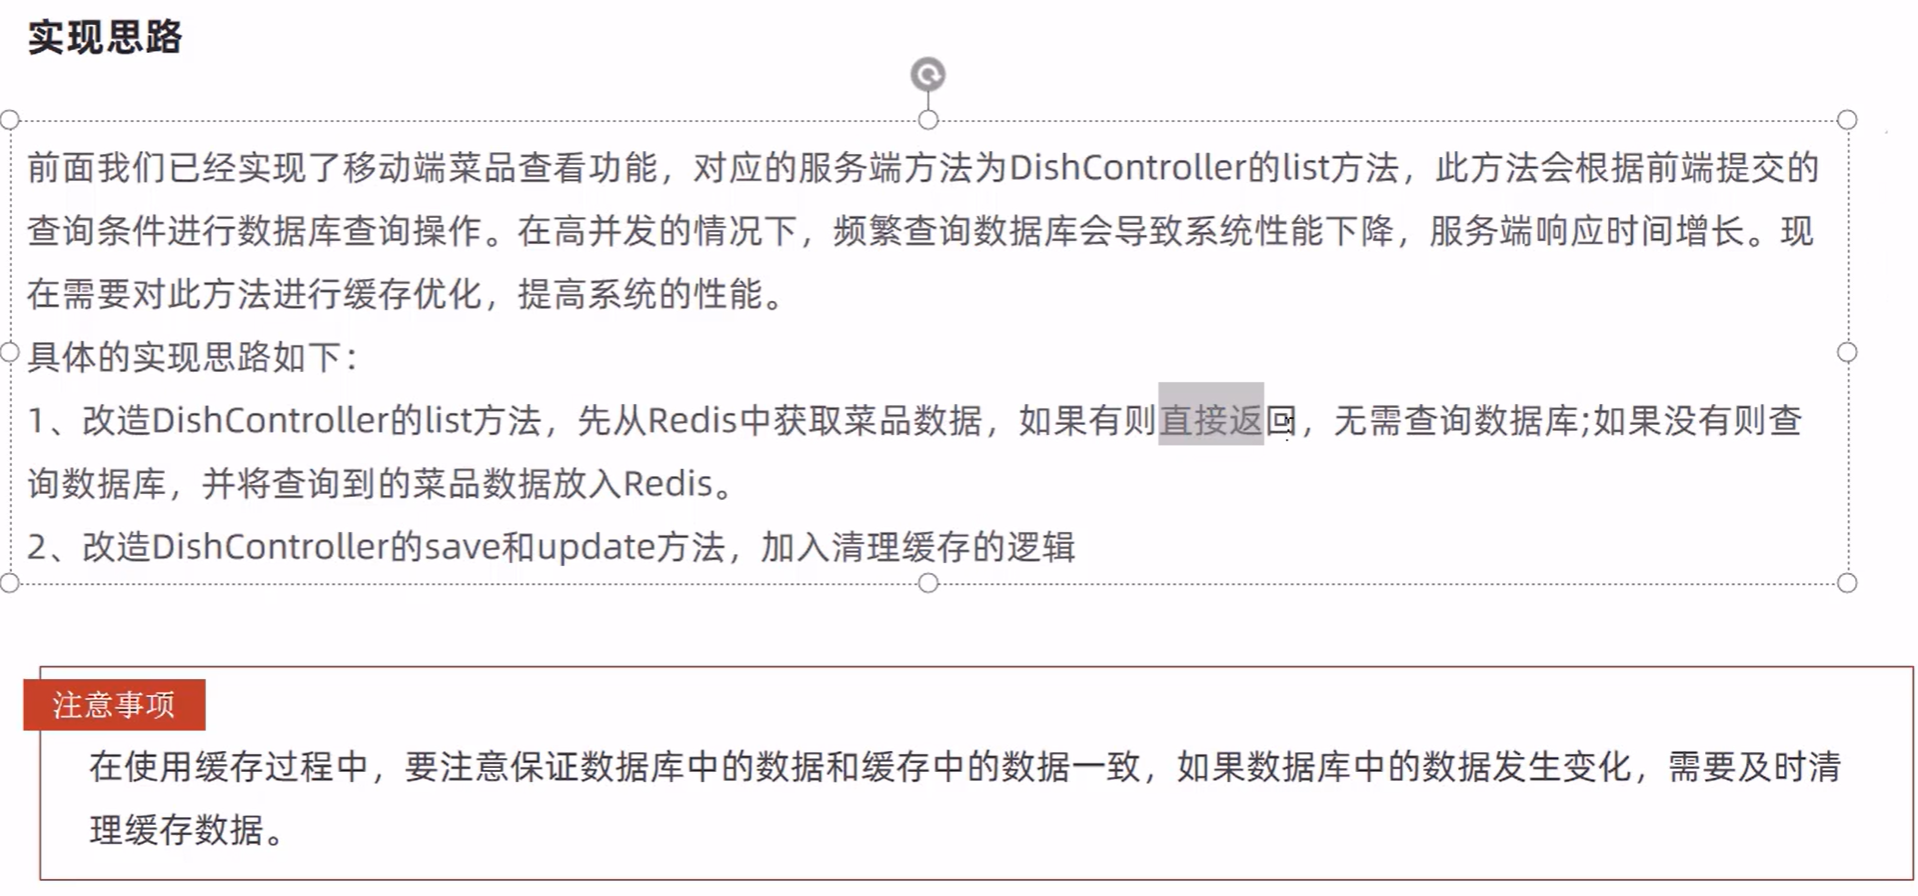 实现思路
前面我们已经实现了移动端菜品查看功能，对应的服务端方法为DishController的list方法，此方法会根据前端提交的
查询条件进行数据库查询操作。在高并发的情况下，频繁查询数据库会导致系统性能下降，服务端响应时间增长。现
在需要对此方法进行缓存优化，提高系统的性能。
具体的实现思路如下：
1、改造DishController的list方法，先从Redis中获取菜品数据，如果有则直接返回，无需查询数据库;如果没有则查
询数据库，并将查询到的菜品数据放入Redis。
2、改造DishController的save和update方法，加入清理缓存的逻辑
注意事项
在使用缓存过程中，要注意保证数据库中的数据和缓存中的数据一致，如果数据库中的数据发生变化，需要及时清
理缓存数据。